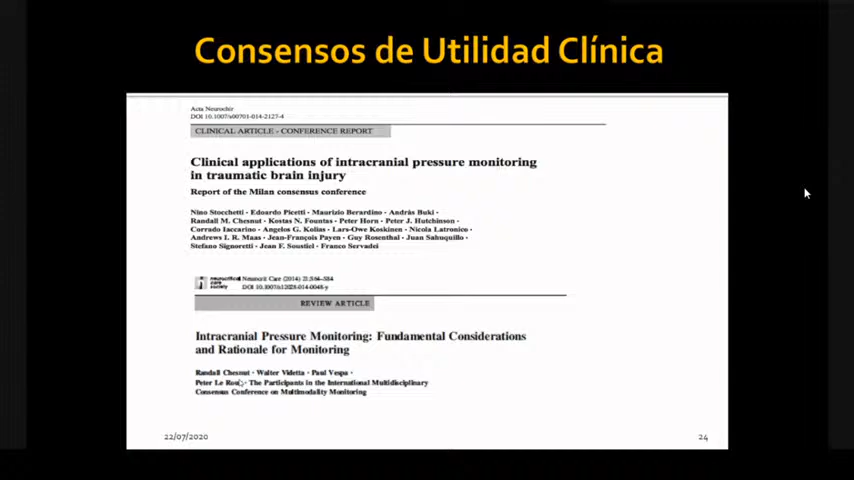 Consensos de Utilidad Clínica
Acta Neurochir
DOI 10.1007/s00701-014-2127-4
CLINICAL ARTICLE - CONFERENCE REPORT
Clinical applications of intracranial pressure monitoring
in traumatic brain injury
Report of the Milan consensus conference
Nino Stocchetti · Edoardo Picetti · Maurizio Berardino · András Buki ·
Randall M. Chesnut · Kostas N. Fountas · Peter Horn · Peter J. Hutchinson ·
Corrado Iaccarino · Angelos G. Kolias · Lars-Owe Koskinen · Nicola Latronico ·
Andrews I. R. Maas · Jean-François Payen · Guy Rosenthal · Juan Sahuquillo ·
Stefano Signoretti · Jean F. Soustiel · Franco Servadei
neurocritical care society
Neurocrit Care (2014) 21:S64–S84
DOI 10.1007/s12028-014-0048-y
REVIEW ARTICLE
Intracranial Pressure Monitoring: Fundamental Considerations
and Rationale for Monitoring
Randall Chesnut · Walter Videtta · Paul Vespa ·
Peter Le Roux · The Participants in the International Multidisciplinary
Consensus Conference on Multimodality Monitoring
22/07/2020
24